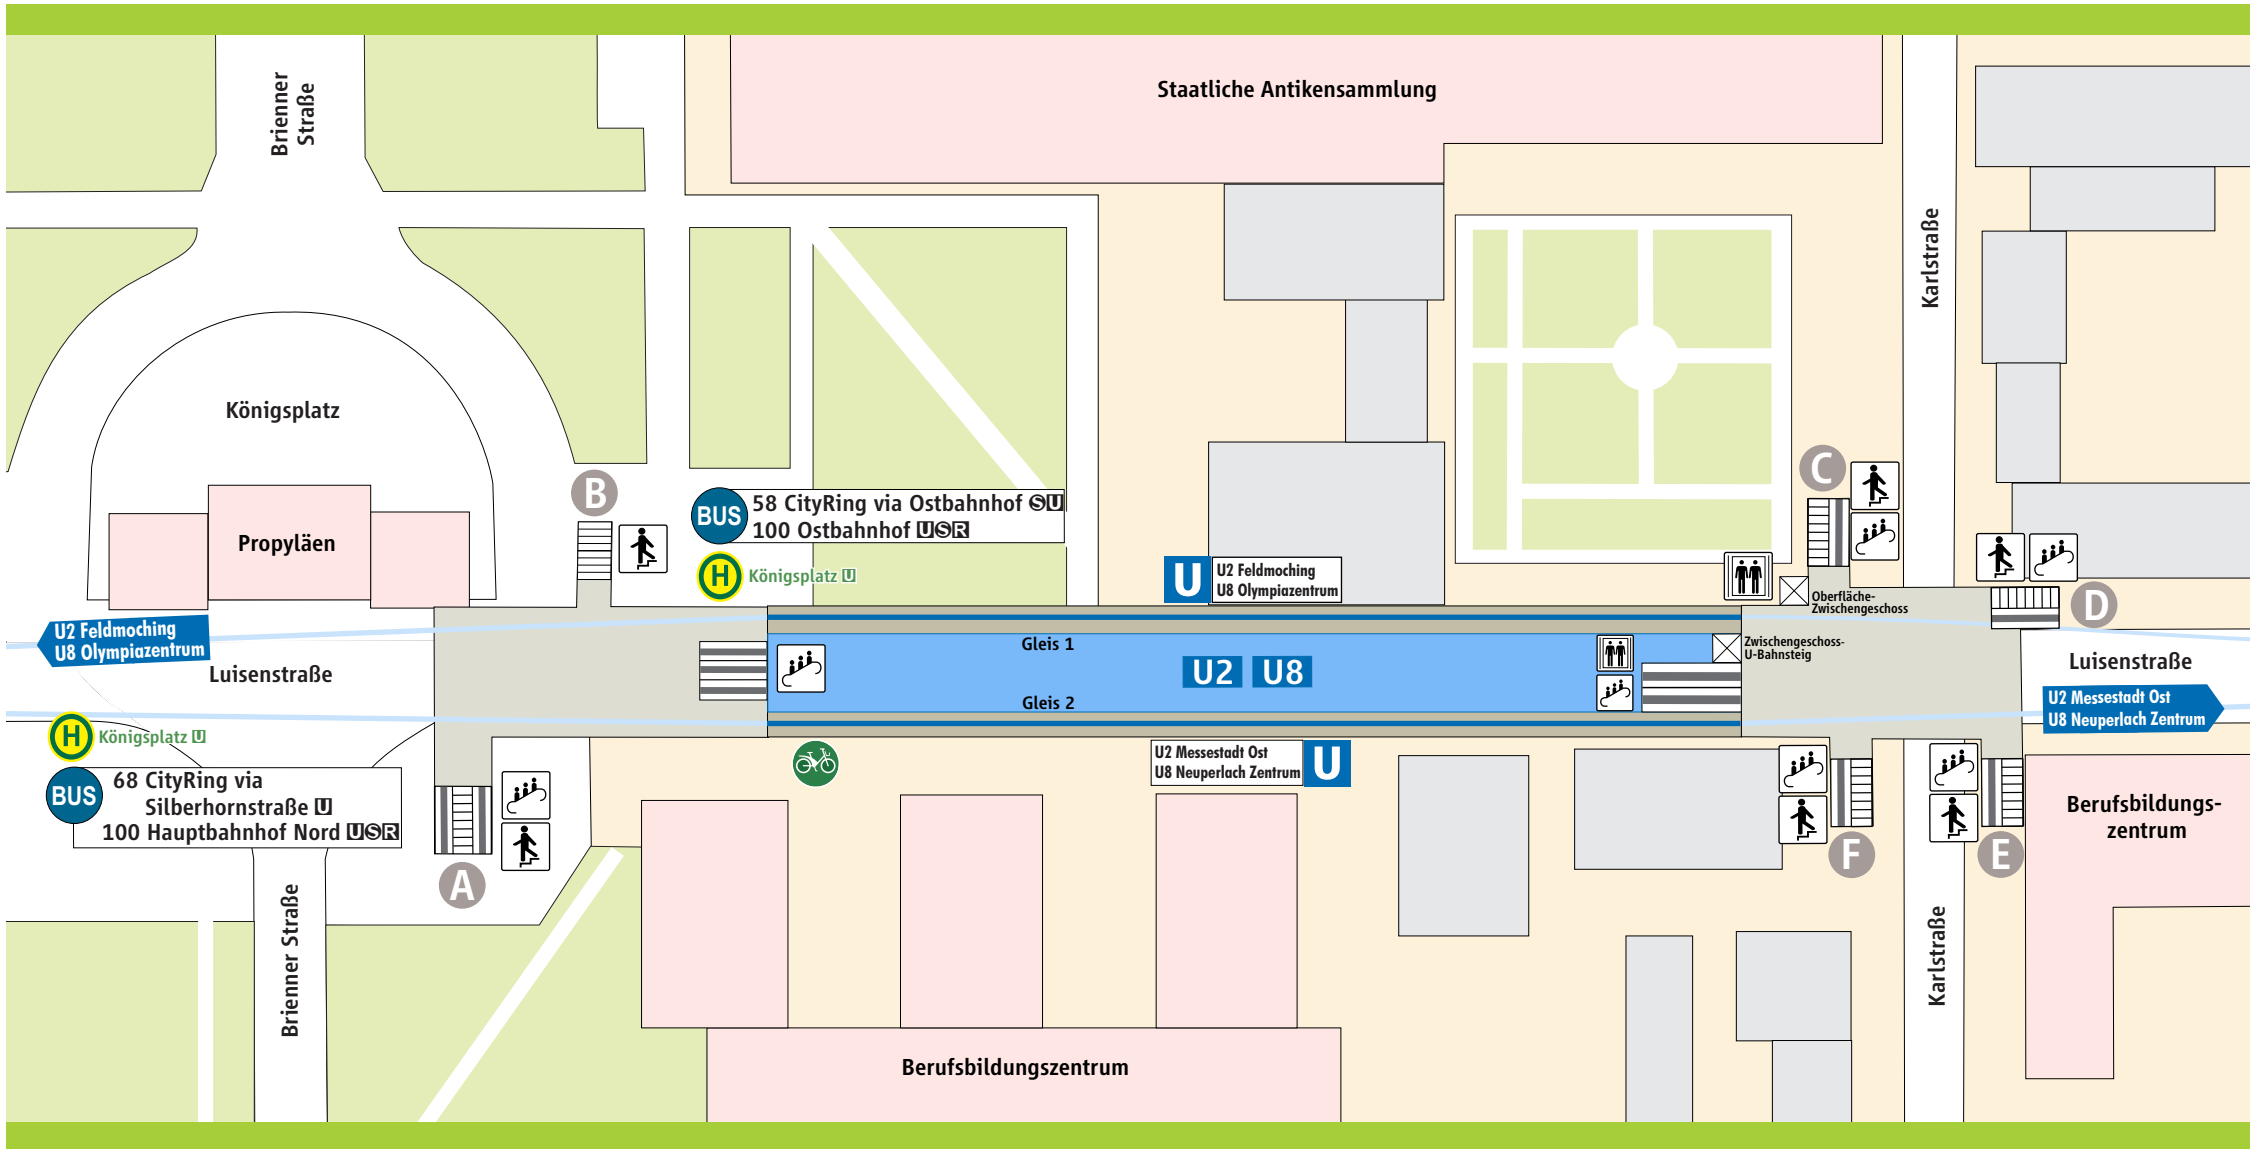 Brienner
Straße
Staatliche Antikensammlung
Karlstraße
Königsplatz
Propyläen
B
BUS
58 CityRing via Ostbahnhof S U
100 Ostbahnhof U S R
H
Königsplatz U
C
U
U2 Feldmoching
U8 Olympiazentrum
Oberfläche-
Zwischengeschoss
D
U2 Feldmoching
U8 Olympiazentrum
Luisenstraße
Gleis 1
U2 U8
Gleis 2
Zwischengeschoss-
U-Bahnsteig
Luisenstraße
U2 Messestadt Ost
U8 Neuperlach Zentrum
H
Königsplatz U
BUS
68 CityRing via
Silberhornstraße U
100 Hauptbahnhof Nord U S R
A
U2 Messestadt Ost
U8 Neuperlach Zentrum
U
F
E
Berufsbildungs-
zentrum
Brienner Straße
Karlstraße
Berufsbildungszentrum